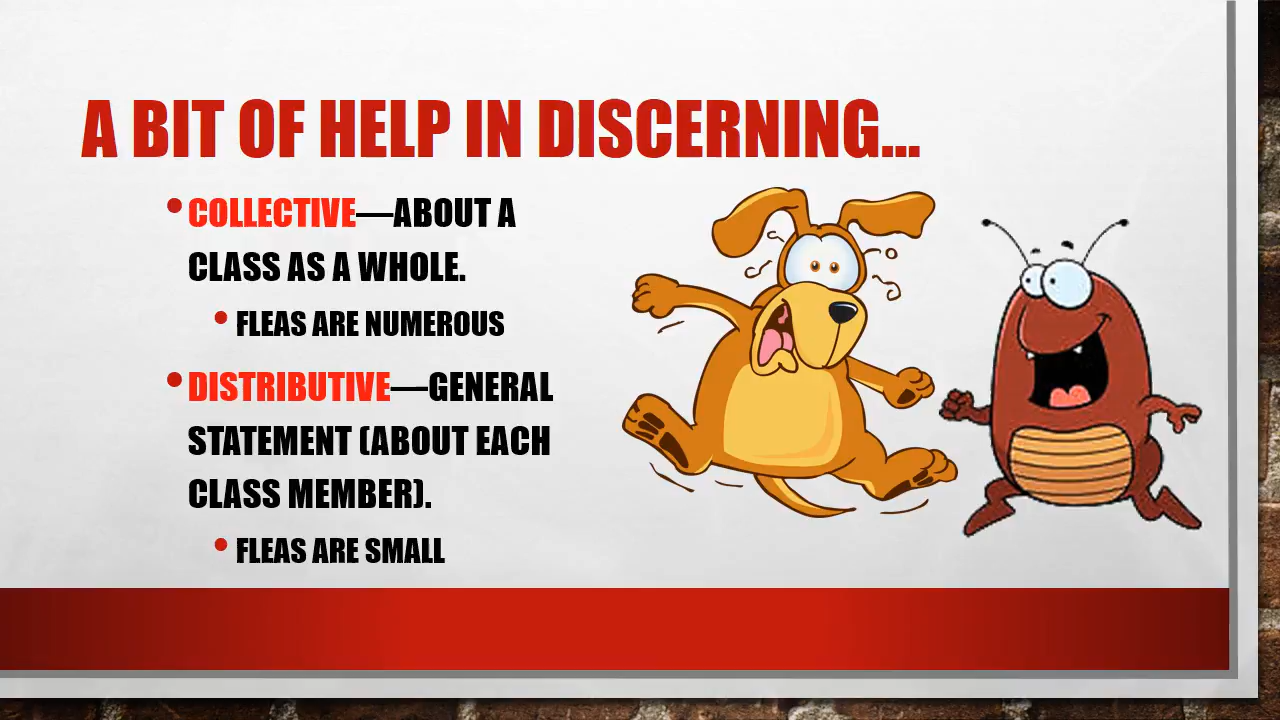 A BIT OF HELP IN DISCERNING...
•COLLECTIVE—ABOUT A
CLASS AS A WHOLE.
• FLEAS ARE NUMEROUS
•DISTRIBUTIVE—GENERAL
STATEMENT (ABOUT EACH
CLASS MEMBER).
• FLEAS ARE SMALL